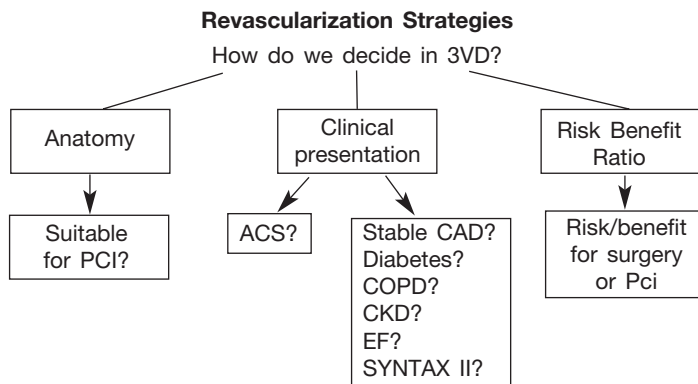 Revascularization Strategies
How do we decide in 3VD?
Anatomy
Clinical
presentation
Risk Benefit
Ratio
Suitable
for PCI?
ACS?
Stable CAD?
Diabetes?
COPD?
CKD?
EF?
SYNTAX II?
Risk/benefit
for surgery
or Pci